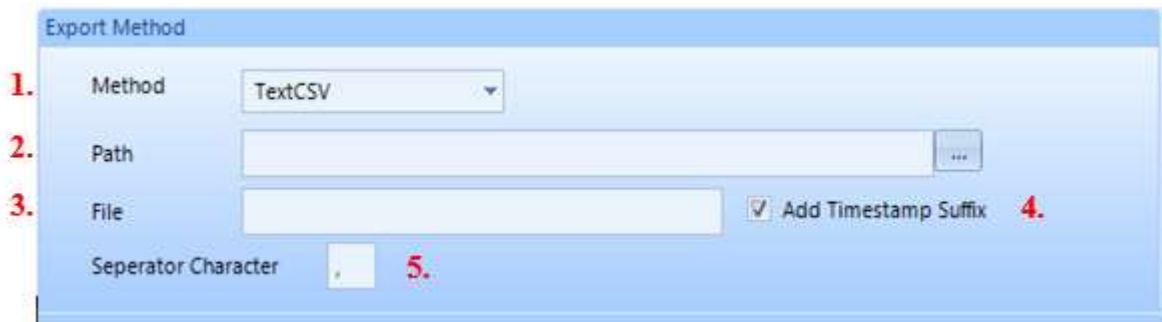 Export Method
1. Method TextCSV
2. Path ...
3. File Add Timestamp Suffix 4.
Seperator Character , 5.